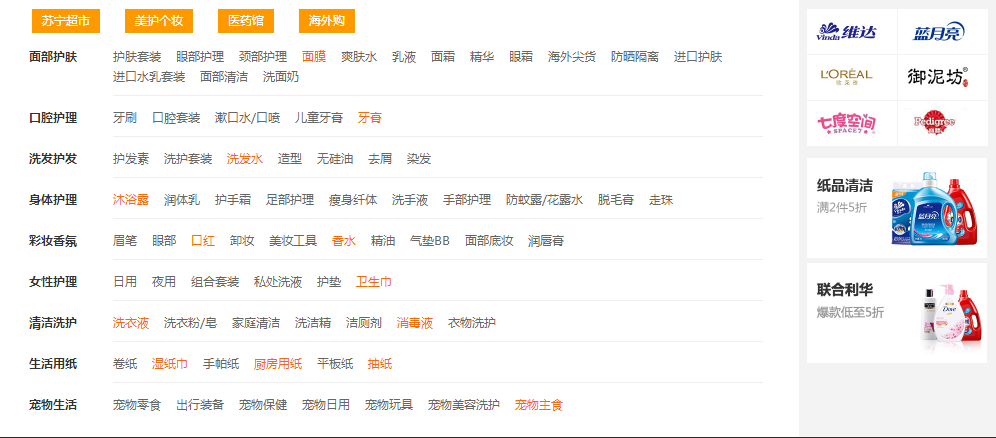 苏宁超市 美护个妆 医药馆 海外购
面部护肤 护肤套装 眼部护理 颈部护理 面膜 爽肤水 乳液 面霜 精华 眼霜 海外尖货 防晒隔离 进口护肤
进口水乳套装 面部清洁 洗面奶
口腔护理 牙刷 口腔套装 漱口水/口喷 儿童牙膏 牙膏
洗发护发 护发素 洗护套装 洗发水 造型 无硅油 去屑 染发
身体护理 沐浴露 润体乳 护手霜 足部护理 瘦身纤体 洗手液 手部护理 防蚊露/花露水 脱毛膏 走珠
彩妆香氛 眉笔 眼部 口红 卸妆 美妆工具 香水 精油 气垫BB 面部底妆 润唇膏
女性护理 日用 夜用 组合套装 私处洗液 护垫 卫生巾
清洁洗护 洗衣液 洗衣粉/皂 家庭清洁 洗洁精 洁厕剂 消毒液 衣物洗护
生活用纸 卷纸 湿纸巾 手帕纸 厨房用纸 平板纸 抽纸
宠物生活 宠物零食 出行装备 宠物保健 宠物日用 宠物玩具 宠物美容洗护 宠物主食
Vinda 维达 蓝月亮
L'ORÉAL 御泥坊
欧莱雅
七度空间 Pedigree
SPACE7 宝路
纸品清洁
满2件5折
蓝月亮
联合利华
爆款低至5折
Dove